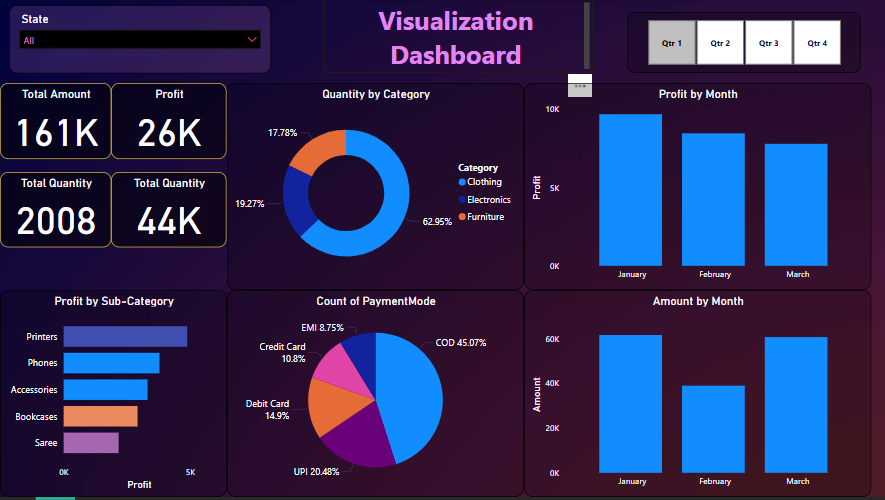 State
All
Visualization
Dashboard
Qtr 1
Qtr 2
Qtr 3
Qtr 4
Total Amount
161K
Profit
26K
Total Quantity
2008
Total Quantity
44K
Quantity by Category
17.78%
19.27%
62.95%
Category
Clothing
Electronics
Furniture
Profit by Month
Profit
10K
5K
0K
January
February
March
Profit by Sub-Category
Printers
Phones
Accessories
Bookcases
Saree
0K
5K
Profit
Count of PaymentMode
EMI 8.75%
Credit Card
10.8%
Debit Card
14.9%
UPI 20.48%
COD 45.07%
Amount by Month
Amount
60K
40K
20K
0K
January
February
March